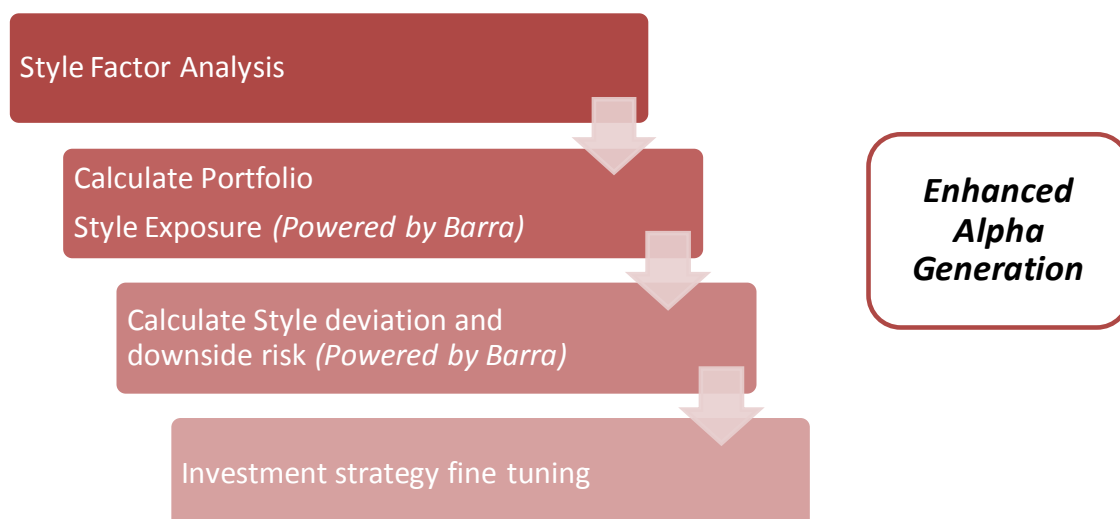 Style Factor Analysis
Calculate Portfolio
Style Exposure (Powered by Barra)
Calculate Style deviation and
downside risk (Powered by Barra)
Investment strategy fine tuning
Enhanced
Alpha
Generation